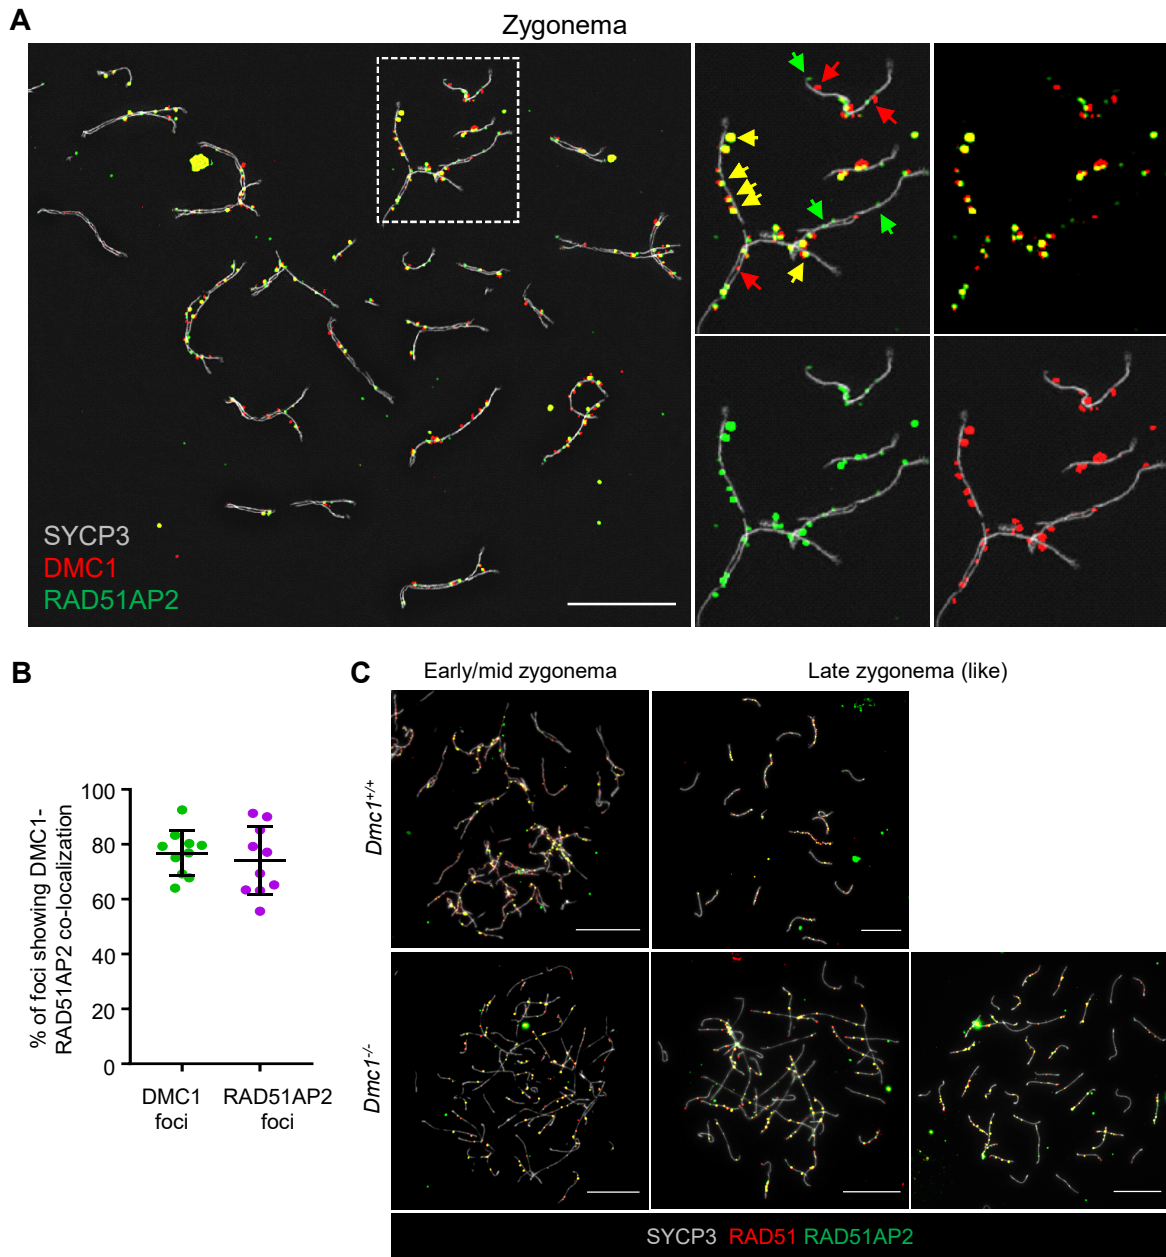 A
Zygonema
SYCP3
DMC1
RAD51AP2
B
% of foci showing DMC1-
RAD51AP2 co-localization
100
80
60
40
20
0
DMC1
foci
RAD51AP2
foci
C
Early/mid zygonema
Late zygonema (like)
Dmc1+/+
Dmc1-/-
SYCP3 RAD51 RAD51AP2